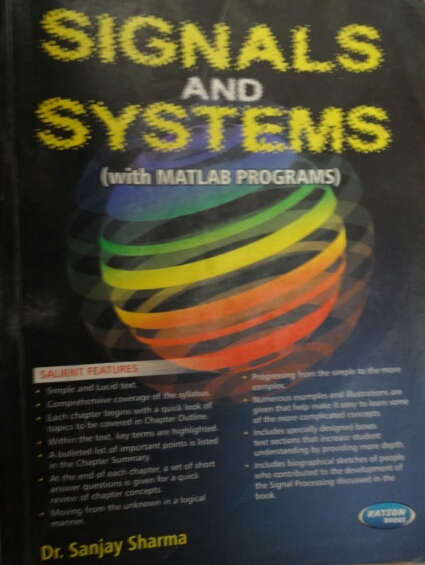 SIGNALS
AND
SYSTEMS
(with MATLAB PROGRAMS)
SALIENT FEATURES
Simple and Lucid text.
Comprehensive coverage of the syllabus.
Each chapter begins with a quick look of
topics to be covered in Chapter Outline.
Within the text, key terms are highlighted.
A bulleted list of important points is listed
in the Chapter Summary.
At the end of each chapter, a set of short
answer questions is given for a quick
review of chapter concepts.
Moving from the unknown in a logical
manner.
Progressing from the simple to the more
complex.
Numerous examples and illustrations are
given that help make it easy to learn some
of the more complicated concepts.
Includes specially designed boxes
text sections that increase student
understanding by providing more depth.
Includes biographical sketches of people
who contributed to the development of
the Signal Processing discussed in the
book.
KATSON
BOOKS
Dr. Sanjay Sharma